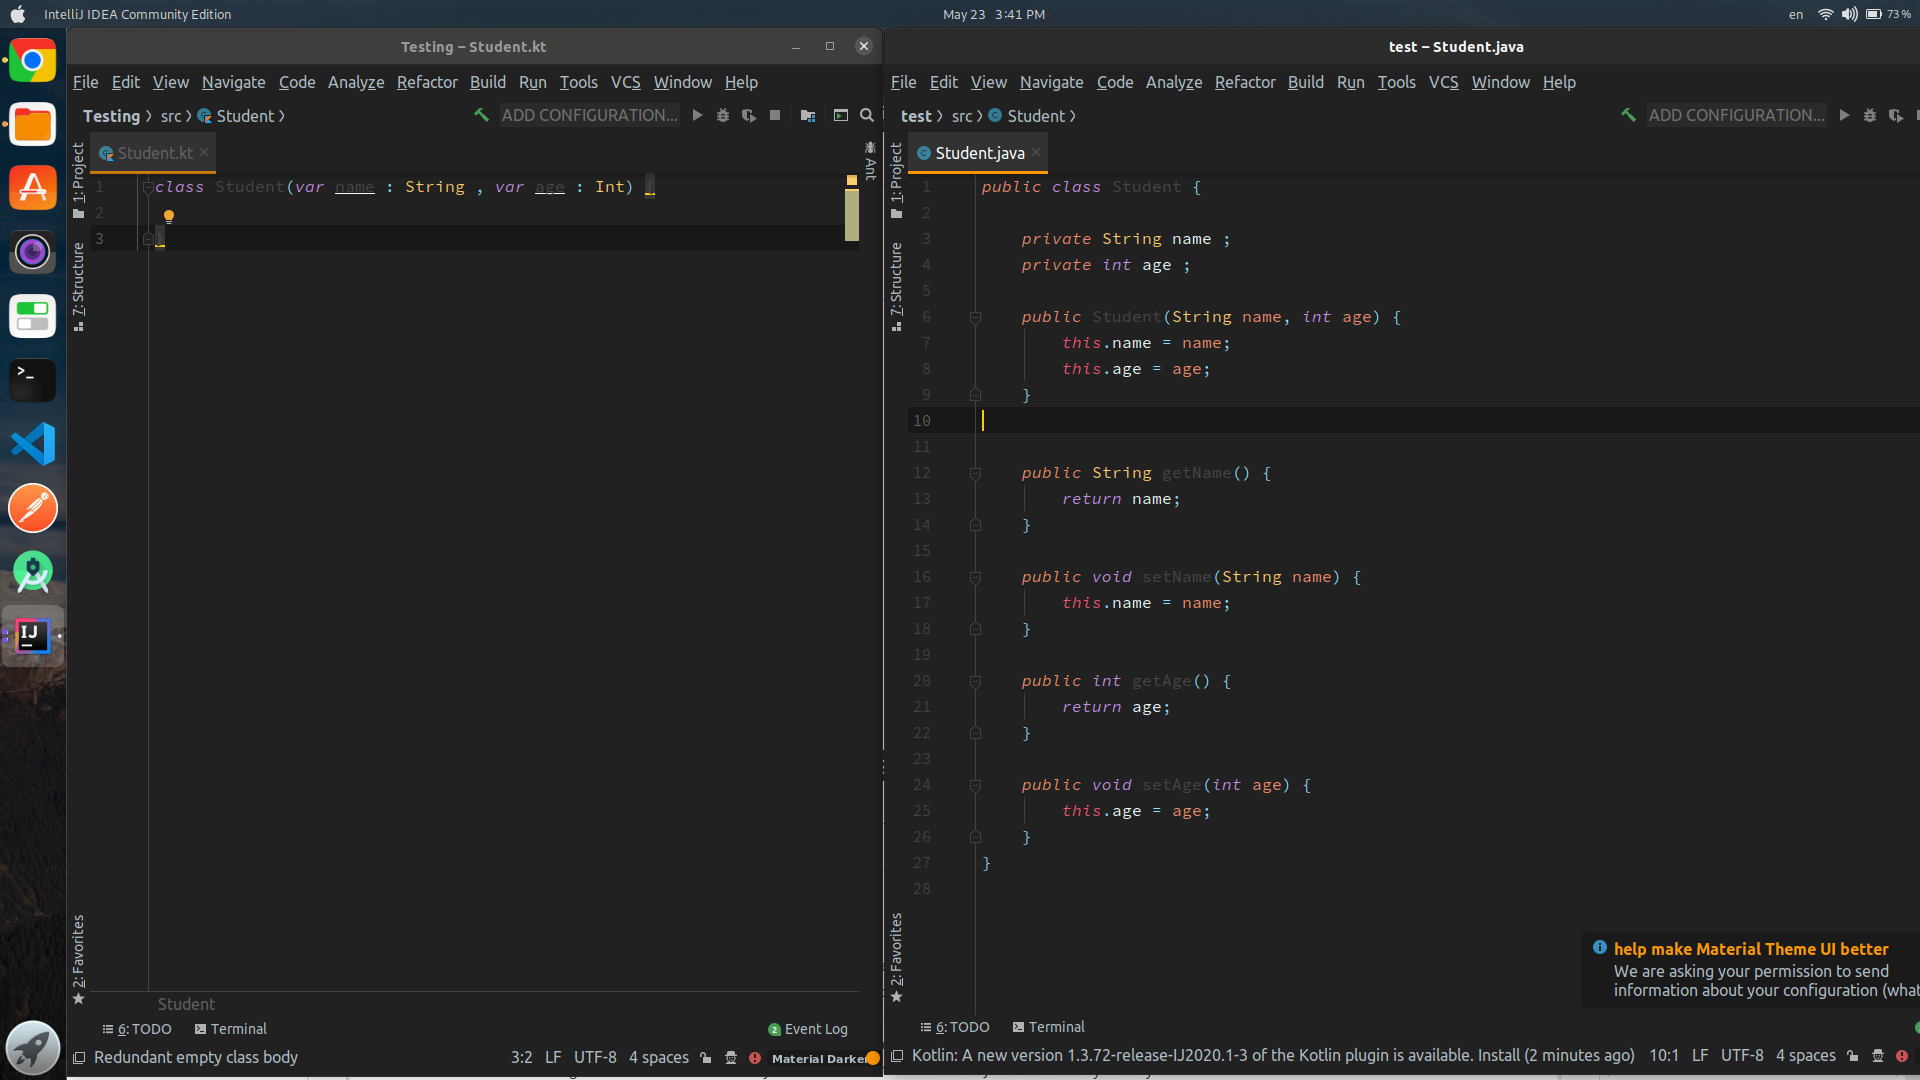 IntelliJ IDEA Community Edition
May 23 3:41 PM
en
73 %
Testing – Student.kt
File Edit View Navigate Code Analyze Refactor Build Run Tools VCS Window Help
Testing src Student
ADD CONFIGURATION...
Student.kt
1: Project
7: Structure
2: Favorites
Ant
1 class Student(var name : String , var age : Int) {
2
3 }
Student
6: TODO Terminal
2 Event Log
Redundant empty class body
3:2 LF UTF-8 4 spaces
Material Darker
test – Student.java
File Edit View Navigate Code Analyze Refactor Build Run Tools VCS Window Help
test src Student
ADD CONFIGURATION...
Student.java
1: Project
7: Structure
2: Favorites
1 public class Student {
2
3 private String name ;
4 private int age ;
5
6 public Student(String name, int age) {
7 this.name = name;
8 this.age = age;
9 }
10
11
12 public String getName() {
13 return name;
14 }
15
16 public void setName(String name) {
17 this.name = name;
18 }
19
20 public int getAge() {
21 return age;
22 }
23
24 public void setAge(int age) {
25 this.age = age;
26 }
27 }
28
help make Material Theme UI better
We are asking your permission to send
information about your configuration (what
6: TODO Terminal
Kotlin: A new version 1.3.72-release-IJ2020.1-3 of the Kotlin plugin is available. Install (2 minutes ago)
10:1 LF UTF-8 4 spaces
IJ